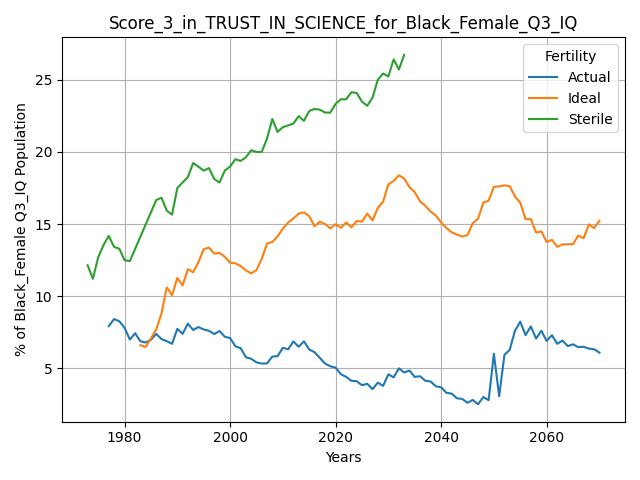 Score_3_in_TRUST_IN_SCIENCE_for_Black_Female_Q3_IQ
Fertility
Actual
Ideal
Sterile
% of Black_Female Q3_IQ Population
25
20
15
10
5
1980
2000
2020
2040
2060
Years